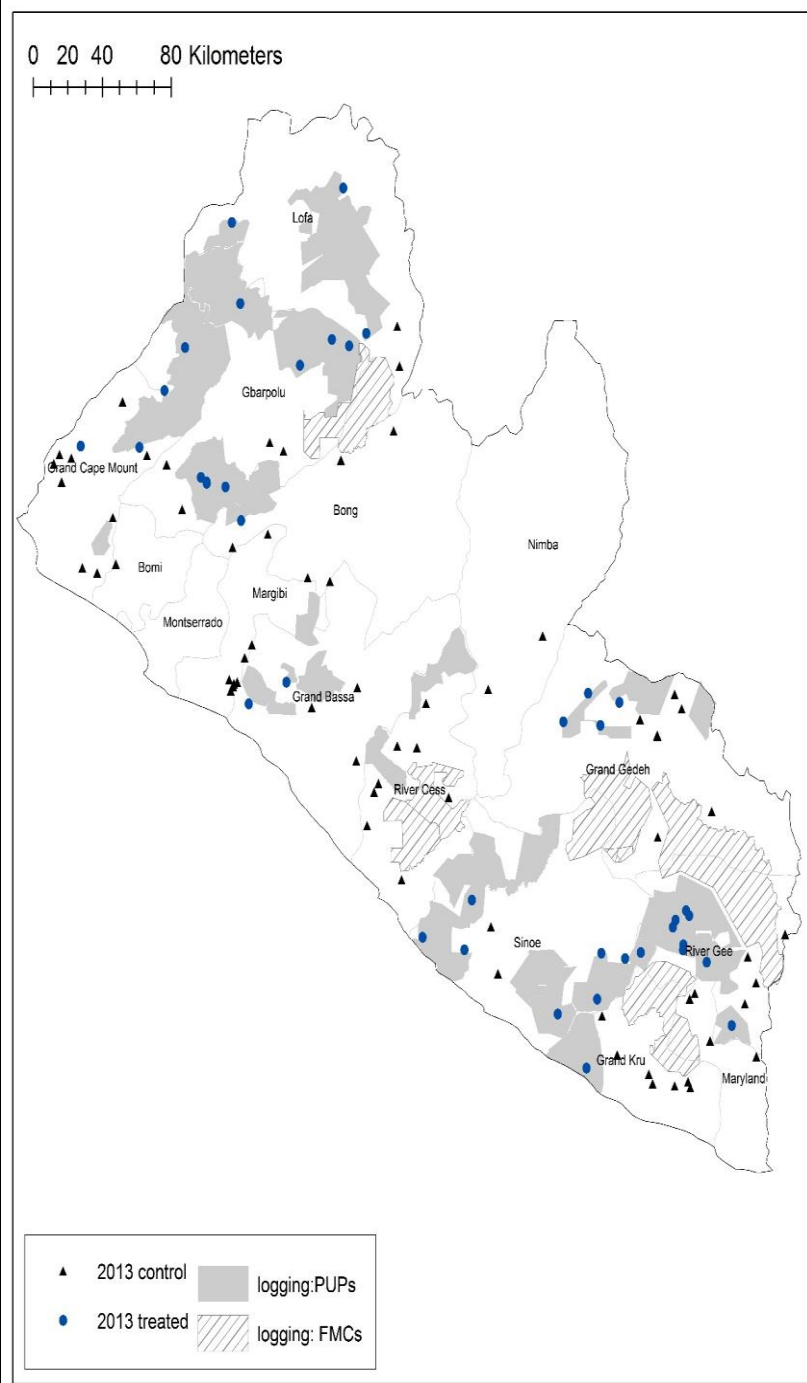 0 20 40 80 Kilometers
Lofa
Gbarpolu
Grand Cape Mount
Bong
Nimba
Bomi
Margibi
Montserrado
Grand Bassa
Grand Gedeh
River Cess
Sinoe
River Gee
Grand Kru
Maryland
2013 control
logging:PUPs
2013 treated
logging: FMCs